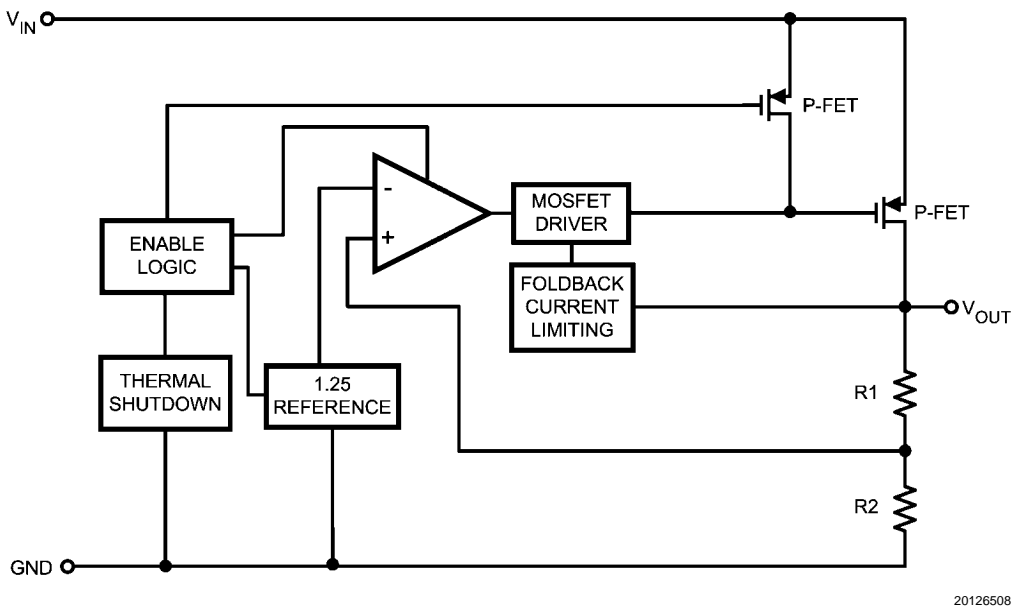 VIN
P-FET
P-FET
-
+
MOSFET
DRIVER
ENABLE
LOGIC
FOLDBACK
CURRENT
LIMITING
VOUT
THERMAL
SHUTDOWN
1.25
REFERENCE
R1
R2
GND
20126508